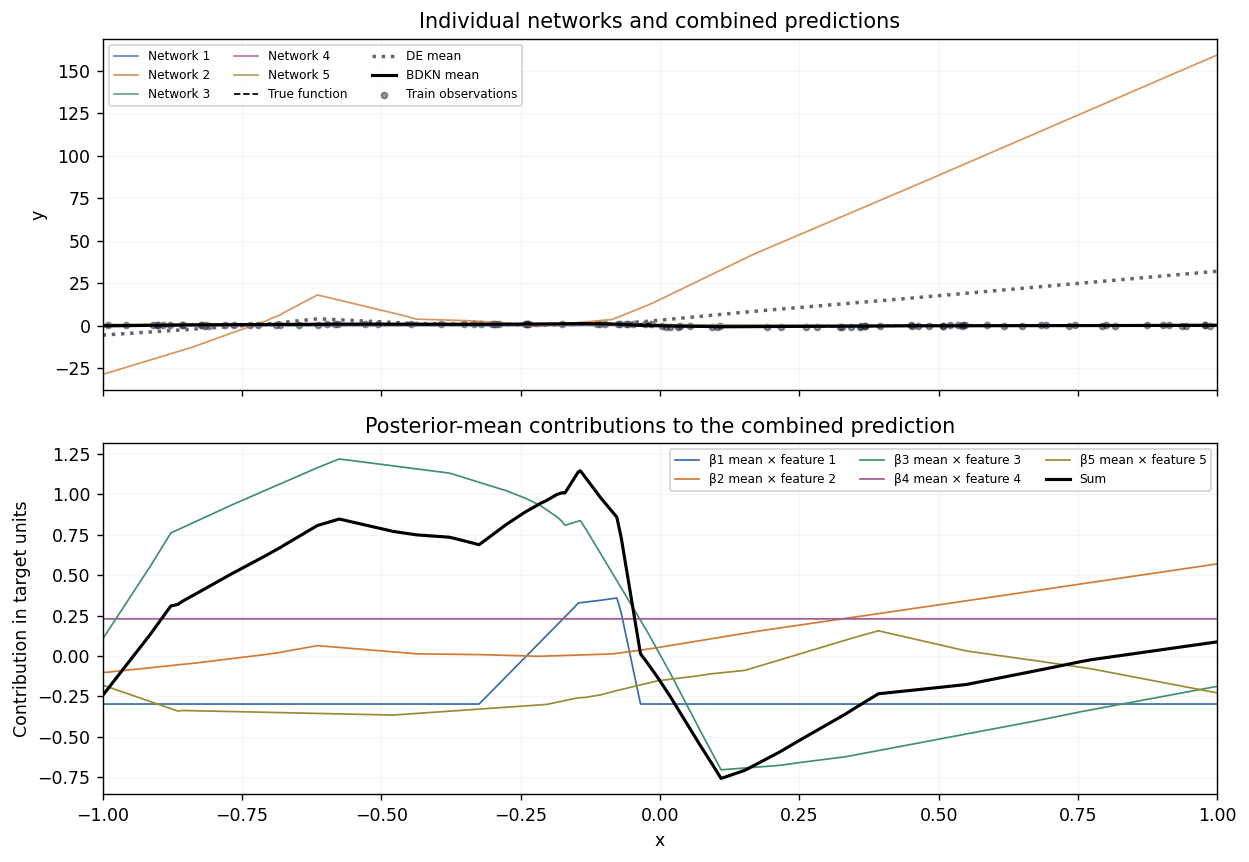 Individual networks and combined predictions
Network 1
Network 2
Network 3
Network 4
Network 5
True function
DE mean
BDKN mean
Train observations
150
125
100
75
50
25
0
−25
y
Posterior-mean contributions to the combined prediction
β1 mean × feature 1
β2 mean × feature 2
β3 mean × feature 3
β4 mean × feature 4
β5 mean × feature 5
Sum
1.25
1.00
0.75
0.50
0.25
0.00
−0.25
−0.50
−0.75
Contribution in target units
−1.00 −0.75 −0.50 −0.25 0.00 0.25 0.50 0.75 1.00
x